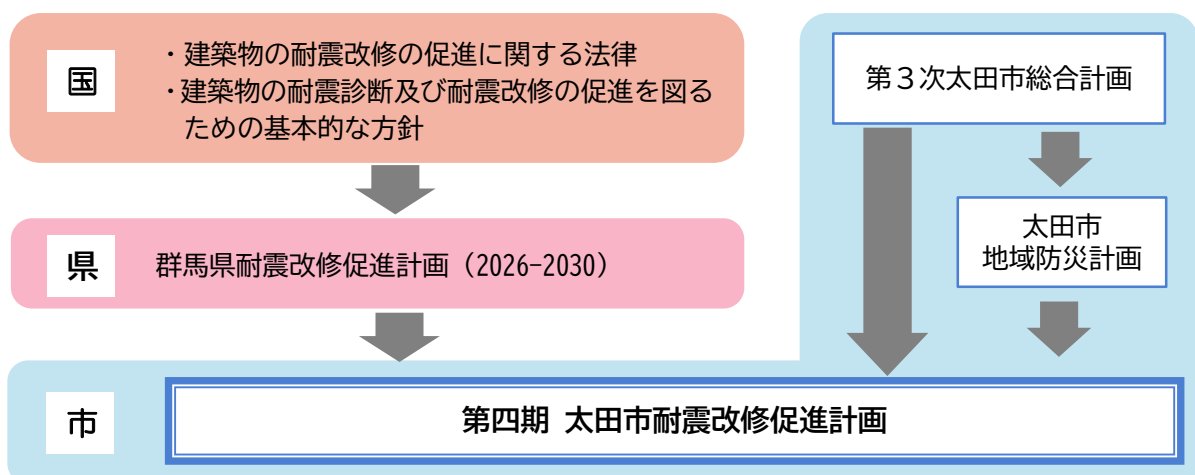 国
・建築物の耐震改修の促進に関する法律
・建築物の耐震診断及び耐震改修の促進を図る
ための基本的な方針
第３次太田市総合計画
太田市
地域防災計画
県
群馬県耐震改修促進計画（2026-2030）
市
第四期 太田市耐震改修促進計画